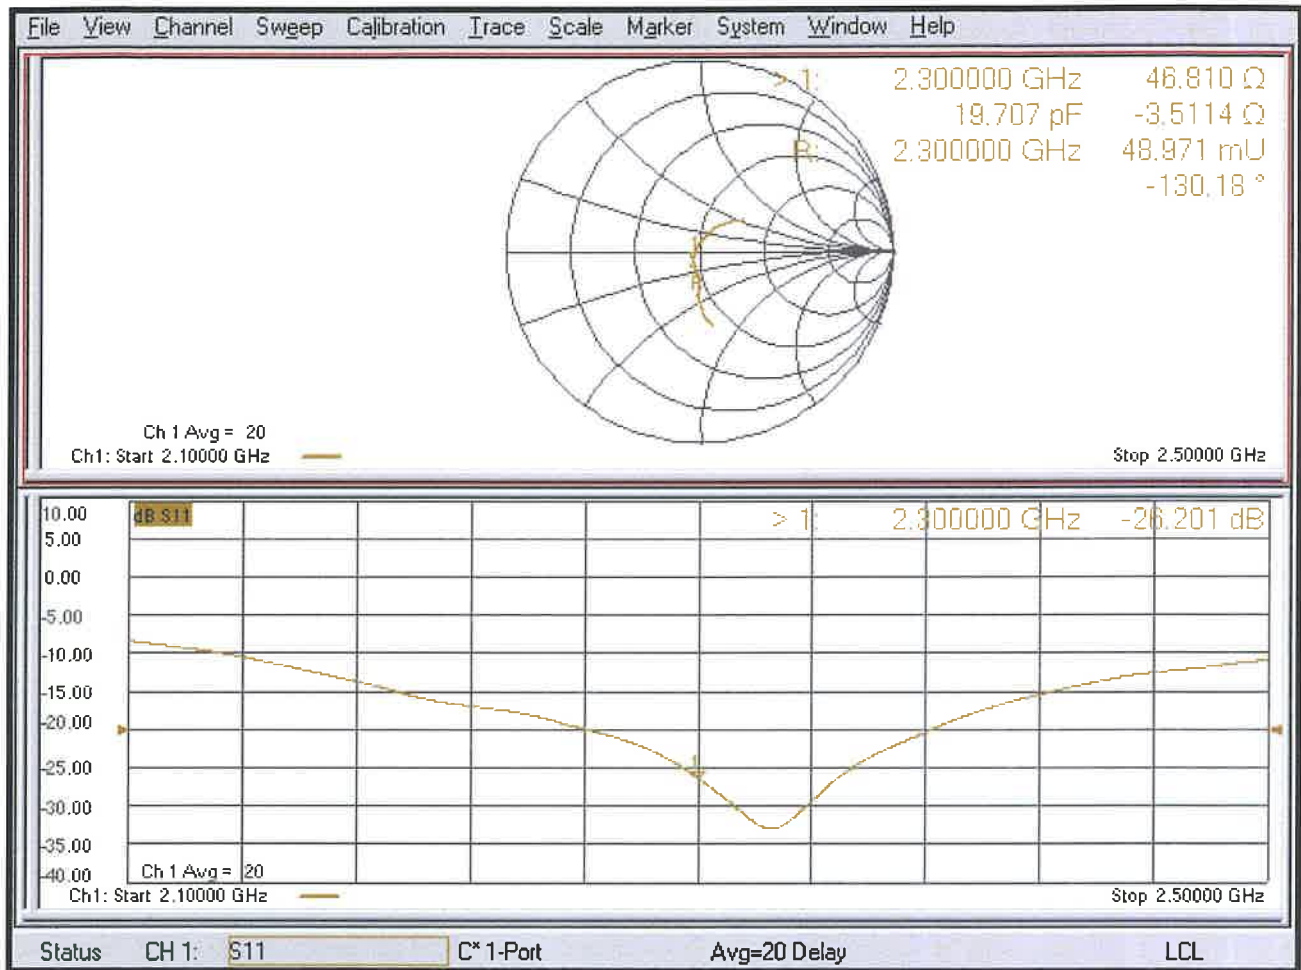 File View Channel Sweep Calibration Trace Scale Marker System Window Help
> 1: 2.300000 GHz 46.810 Ω
19.707 pF -3.5114 Ω
R: 2.300000 GHz 48.971 mU
-130.18 °
Ch 1 Avg = 20
Ch1: Start 2.10000 GHz Stop 2.50000 GHz
10.00 dB S11 > 1: 2.300000 GHz -26.201 dB
5.00
0.00
-5.00
-10.00
-15.00
-20.00
-25.00
-30.00
-35.00
-40.00
Ch 1 Avg = 20
Ch1: Start 2.10000 GHz Stop 2.50000 GHz
Status CH 1: S11 C* 1-Port Avg=20 Delay LCL